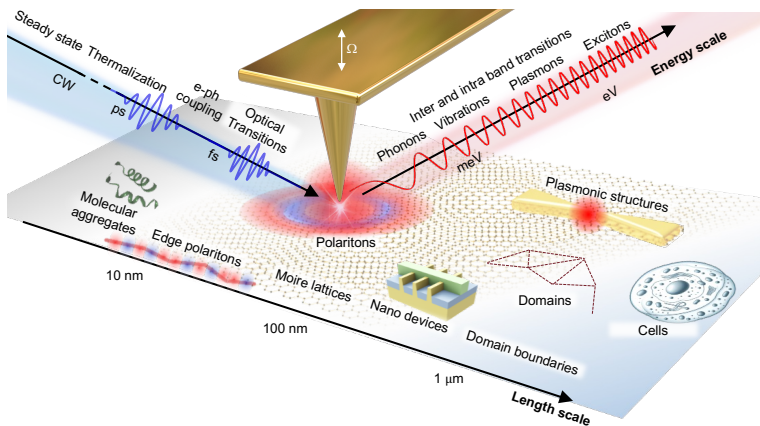 Steady state
Thermalization
e-ph
coupling
Optical
Transitions
CW
ps
fs
Ω
Inter and intra band transitions
Phonons
Vibrations
Plasmons
Excitons
Energy scale
meV
eV
Molecular
aggregates
Edge polaritons
Polaritons
Plasmonic structures
Moire lattices
Nano devices
Domains
Domain boundaries
Cells
10 nm
100 nm
1 μm
Length scale